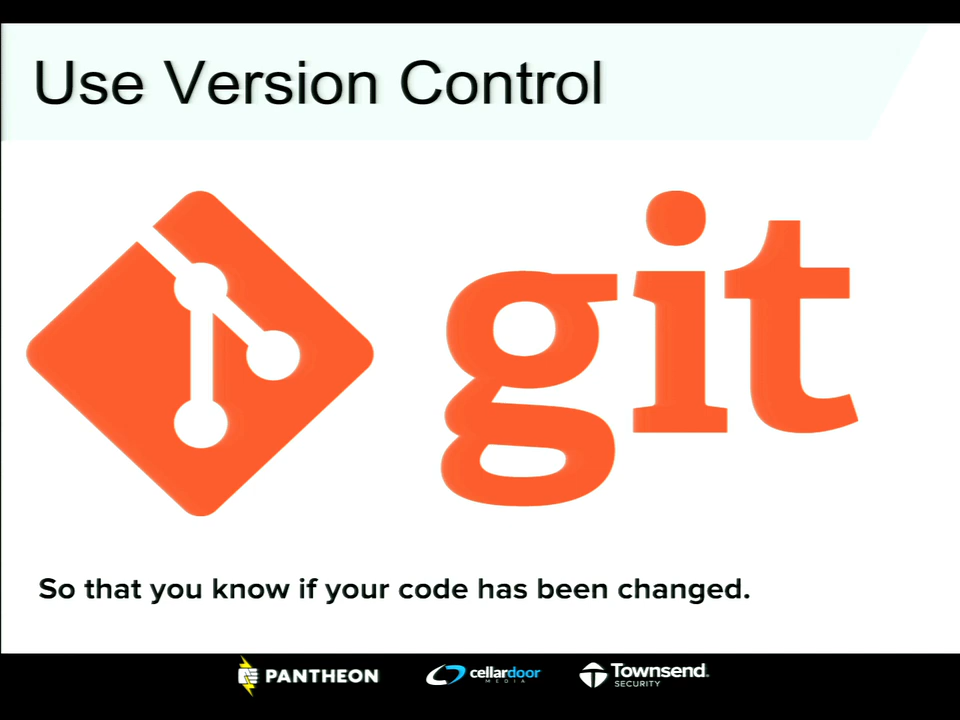 Use Version Control
git
So that you know if your code has been changed.
PANTHEON
cellardoor
MEDIA
Townsend
SECURITY